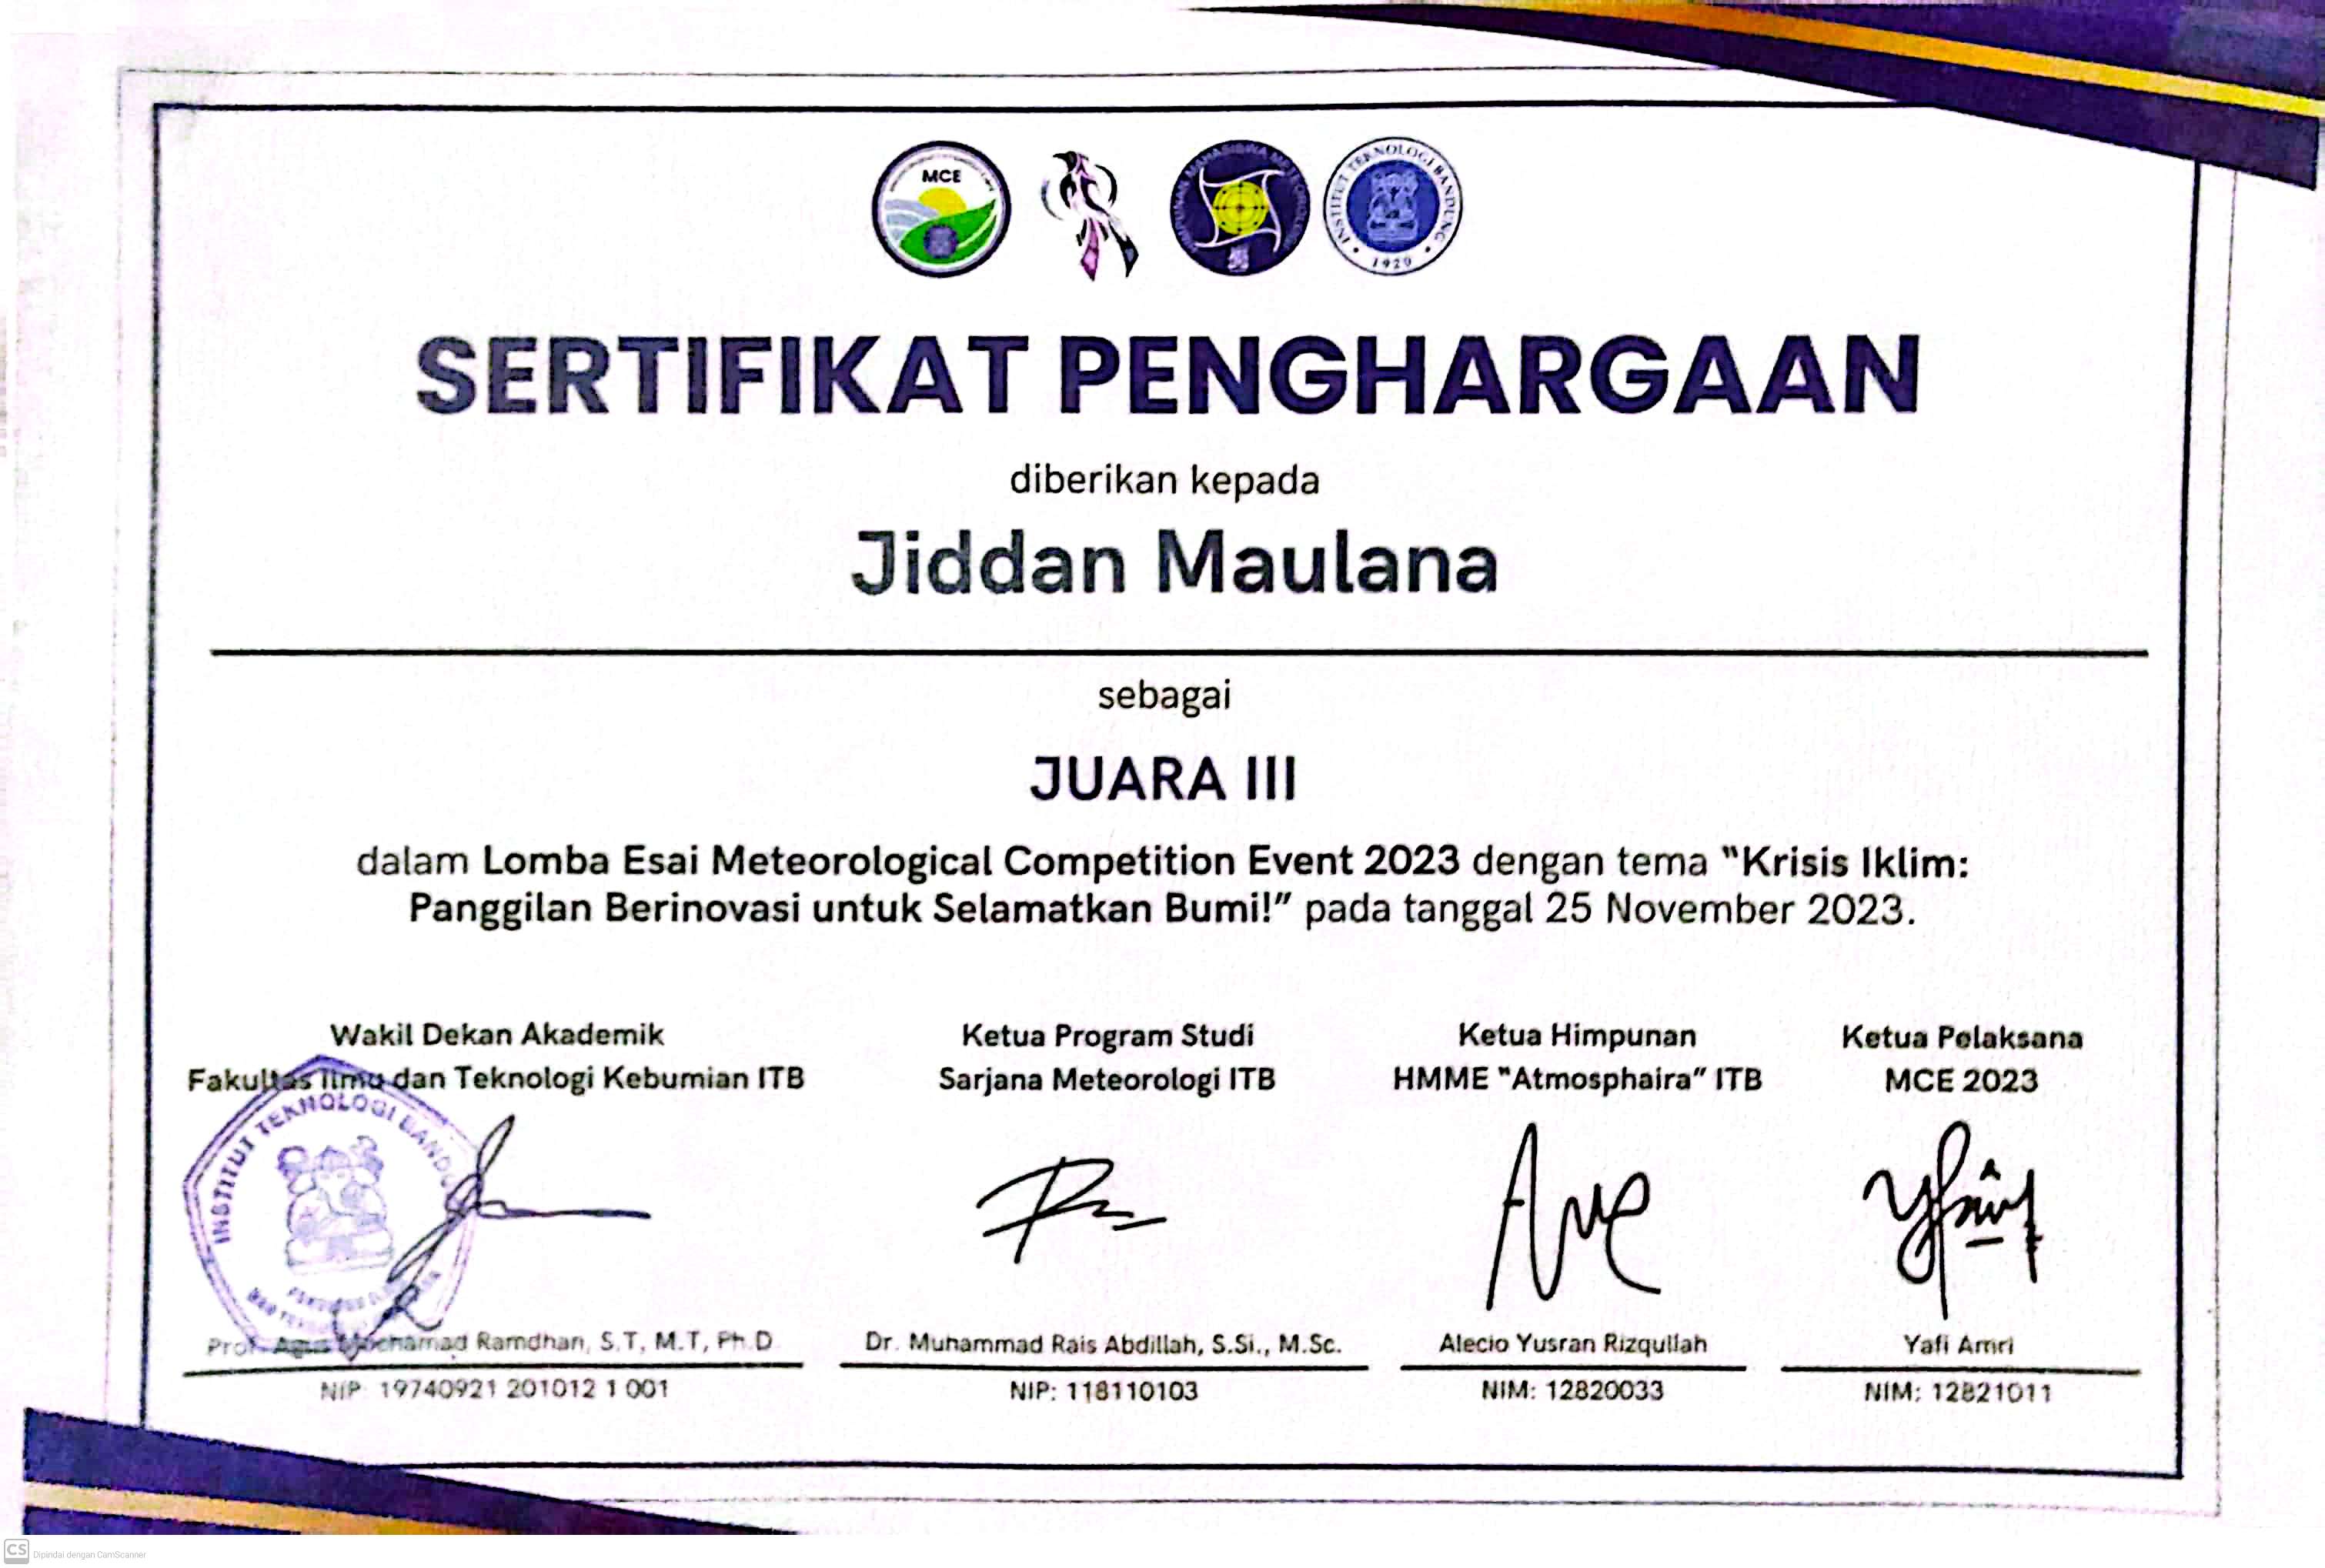 MCE
HIMPUNAN MAHASISWA METEOROLOGI
INSTITUT TEKNOLOGI BANDUNG
1920
SERTIFIKAT PENGHARGAAN
diberikan kepada
Jiddan Maulana
sebagai
JUARA III
dalam Lomba Esai Meteorological Competition Event 2023 dengan tema "Krisis Iklim:
Panggilan Berinovasi untuk Selamatkan Bumi!" pada tanggal 25 November 2023.
Wakil Dekan Akademik
Fakultas Ilmu dan Teknologi Kebumian ITB
INSTITUT TEKNOLOGI BANDUNG
Prof. Agus Mochamad Ramdhan, S.T, M.T, Ph.D
NIP: 19740921 201012 1 001
Ketua Program Studi
Sarjana Meteorologi ITB
Dr. Muhammad Rais Abdillah, S.Si., M.Sc.
NIP: 118110103
Ketua Himpunan
HMME "Atmosphaira" ITB
Alecio Yusran Rizqullah
NIM: 12820033
Ketua Pelaksana
MCE 2023
Yafi Amri
NIM: 12821011
CS Dipindai dengan CamScanner